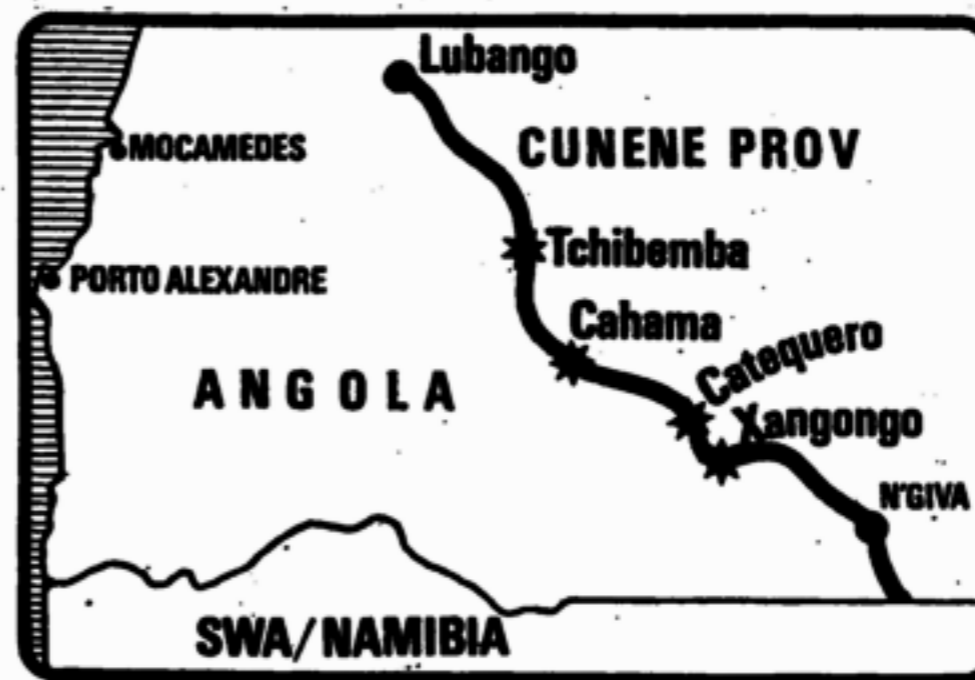 Lubango
MOCAMEDES
CUNENE PROV
Tchibemba
PORTO ALEXANDRE
Cahama
Catequero
ANGOLA
Xangongo
N'GIVA
SWA/NAMIBIA